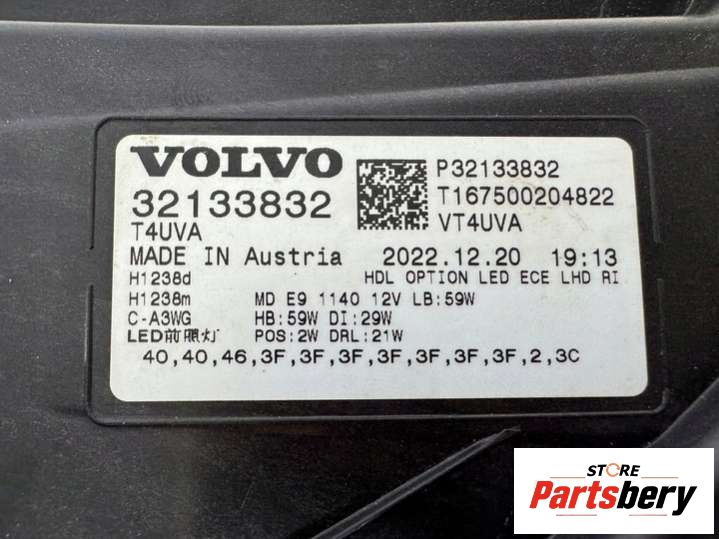 VOLVO
32133832
T4UVA
P32133832
T167500204822
VT4UVA
MADE IN Austria 2022.12.20 19:13
H1238d HDL OPTION LED ECE LHD RI
H1238m MD E9 1140 12V LB:59W
C-A3WG HB:59W DI:29W
LED前照灯 POS:2W DRL:21W
40,40,46,3F,3F,3F,3F,3F,3F,3F,2,3C
STORE
Partsbery